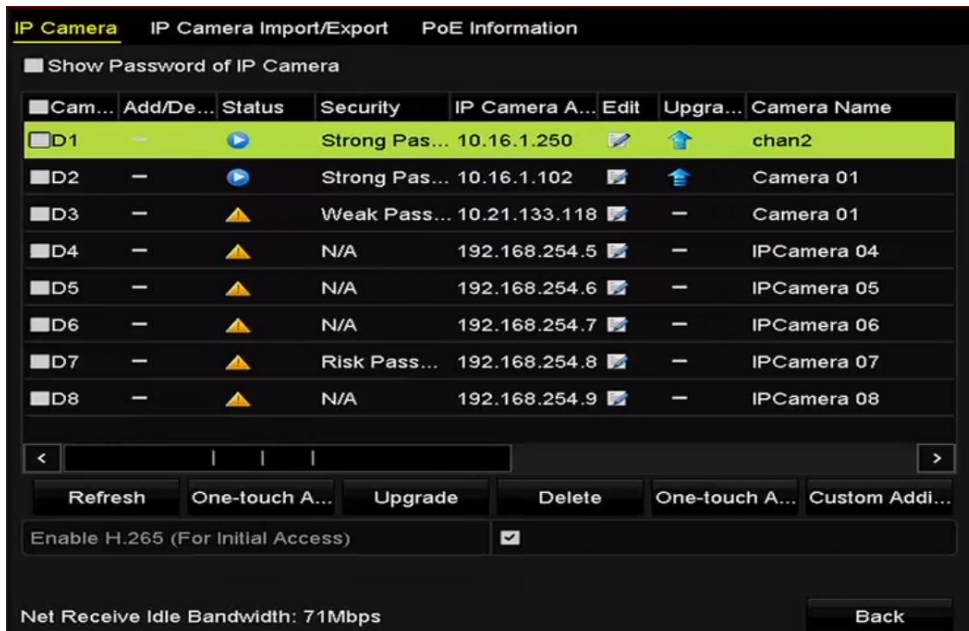 IP Camera IP Camera Import/Export PoE Information
Show Password of IP Camera
Cam... Add/De... Status Security IP Camera A... Edit Upgra... Camera Name
D1 – Strong Pas... 10.16.1.250 chan2
D2 – Strong Pas... 10.16.1.102 Camera 01
D3 – Weak Pass... 10.21.133.118 – Camera 01
D4 – N/A 192.168.254.5 – IPCamera 04
D5 – N/A 192.168.254.6 – IPCamera 05
D6 – N/A 192.168.254.7 – IPCamera 06
D7 – Risk Pass... 192.168.254.8 – IPCamera 07
D8 – N/A 192.168.254.9 – IPCamera 08
< >
Refresh One-touch A... Upgrade Delete One-touch A... Custom Addi...
Enable H.265 (For Initial Access)
Net Receive Idle Bandwidth: 71Mbps Back